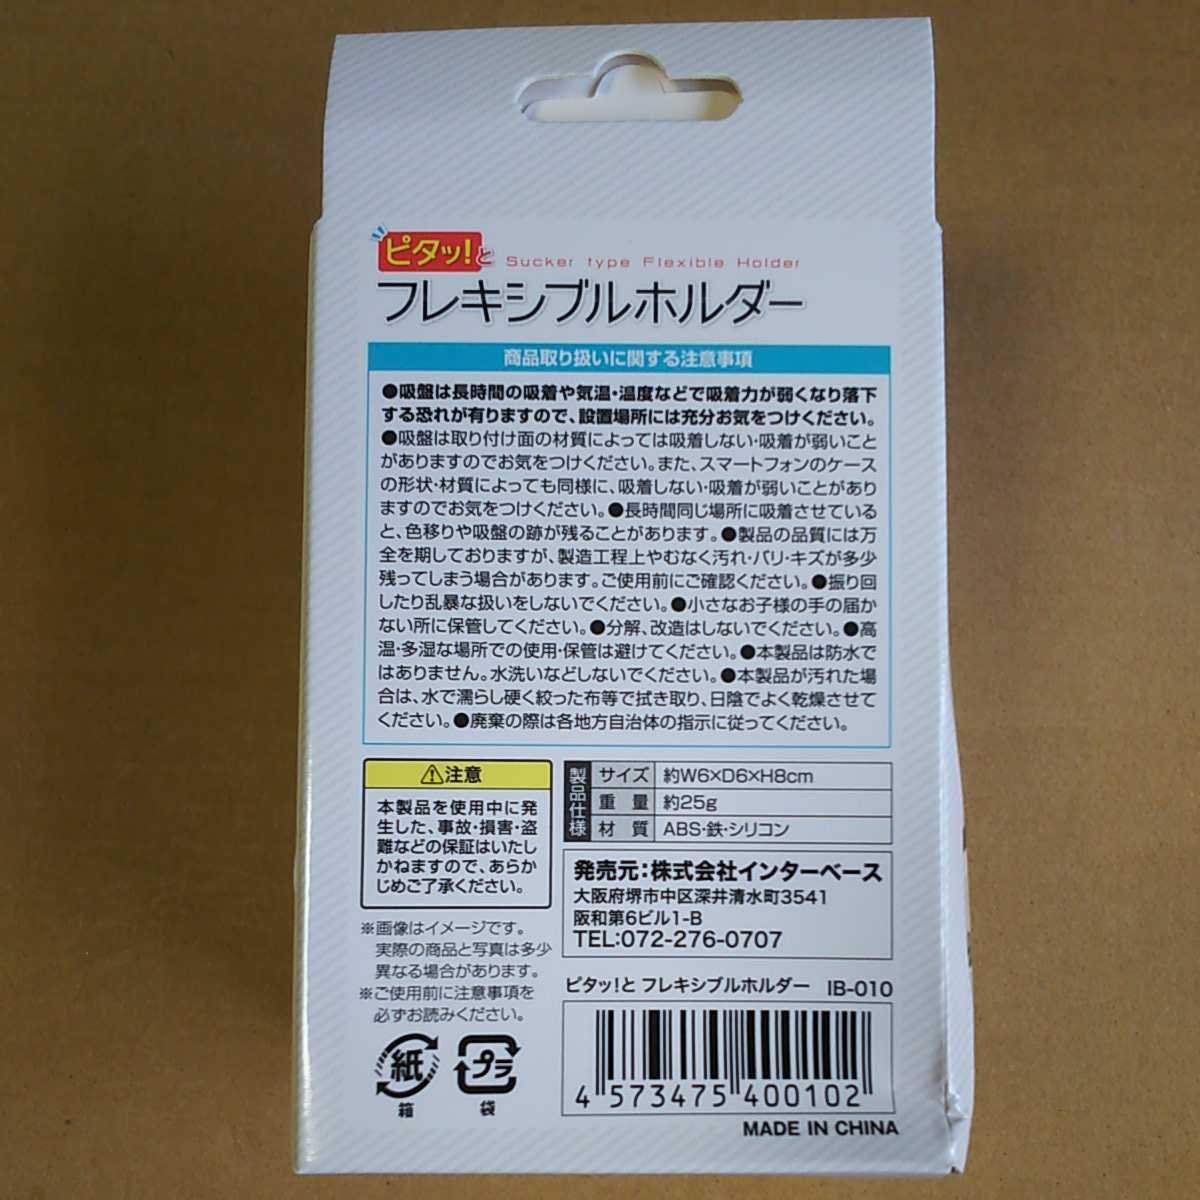 ピタッ!と Sucker type Flexible Holder
フレキシブルホルダー
商品取り扱いに関する注意事項
●吸盤は長時間の吸着や気温・温度などで吸着力が弱くなり落下
する恐れが有りますので、設置場所には充分お気をつけください。
●吸盤は取り付け面の材質によっては吸着しない・吸着が弱いこと
がありますのでお気をつけください。また、スマートフォンのケース
の形状・材質によっても同様に、吸着しない・吸着が弱いことがあり
ますのでお気をつけください。●長時間同じ場所に吸着させている
と、色移りや吸盤の跡が残ることがあります。●製品の品質には万
全を期しておりますが、製造工程上やむなく汚れ・バリ・キズが多少
残ってしまう場合があります。ご使用前にご確認ください。●振り回
したり乱暴な扱いをしないでください。●小さなお子様の手の届か
ない所に保管してください。●分解、改造はしないでください。●高
温・多湿な場所での使用・保管は避けてください。●本製品は防水で
はありません。水洗いなどしないでください。●本製品が汚れた場
合は、水で濡らし硬く絞った布等で拭き取り、日陰でよく乾燥させて
ください。●廃棄の際は各地方自治体の指示に従ってください。
⚠注意
本製品を使用中に発
生した、事故・損害・盗
難などの保証はいたし
かねますので、あらか
じめご了承ください。
※画像はイメージです。
実際の商品と写真は多少
異なる場合があります。
※ご使用前に注意事項を
必ずお読みください。
紙
箱
プラ
袋
製品仕様
サイズ 約W6×D6×H8cm
重量 約25g
材質 ABS・鉄・シリコン
発売元:株式会社インターベース
大阪府堺市中区深井清水町3541
阪和第6ビル1-B
TEL:072-276-0707
ピタッ!と フレキシブルホルダー IB-010
4 573475 400102
MADE IN CHINA